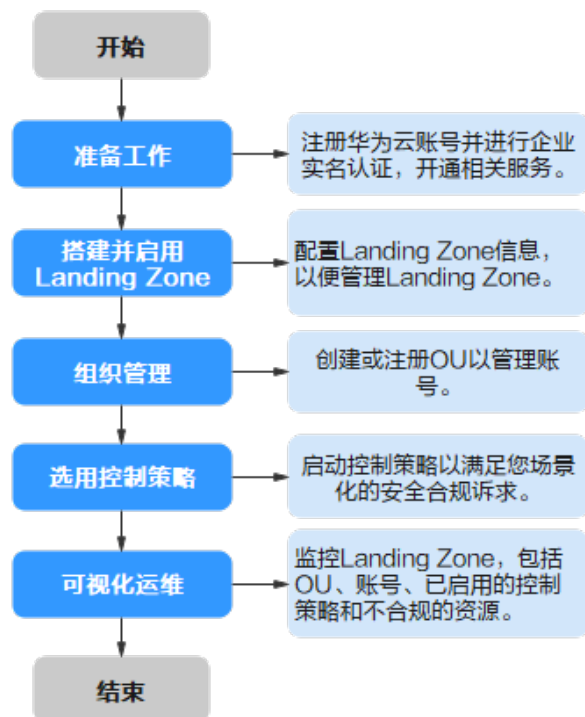 开始
准备工作
注册华为云账号并进行企业
实名认证，开通相关服务。
搭建并启用
Landing Zone
配置Landing Zone信息，
以便管理Landing Zone。
组织管理
创建或注册OU以管理账
号。
选用控制策略
启动控制策略以满足您场景
化的安全合规诉求。
可视化运维
监控Landing Zone，包括
OU、账号、已启用的控制
策略和不合规的资源。
结束